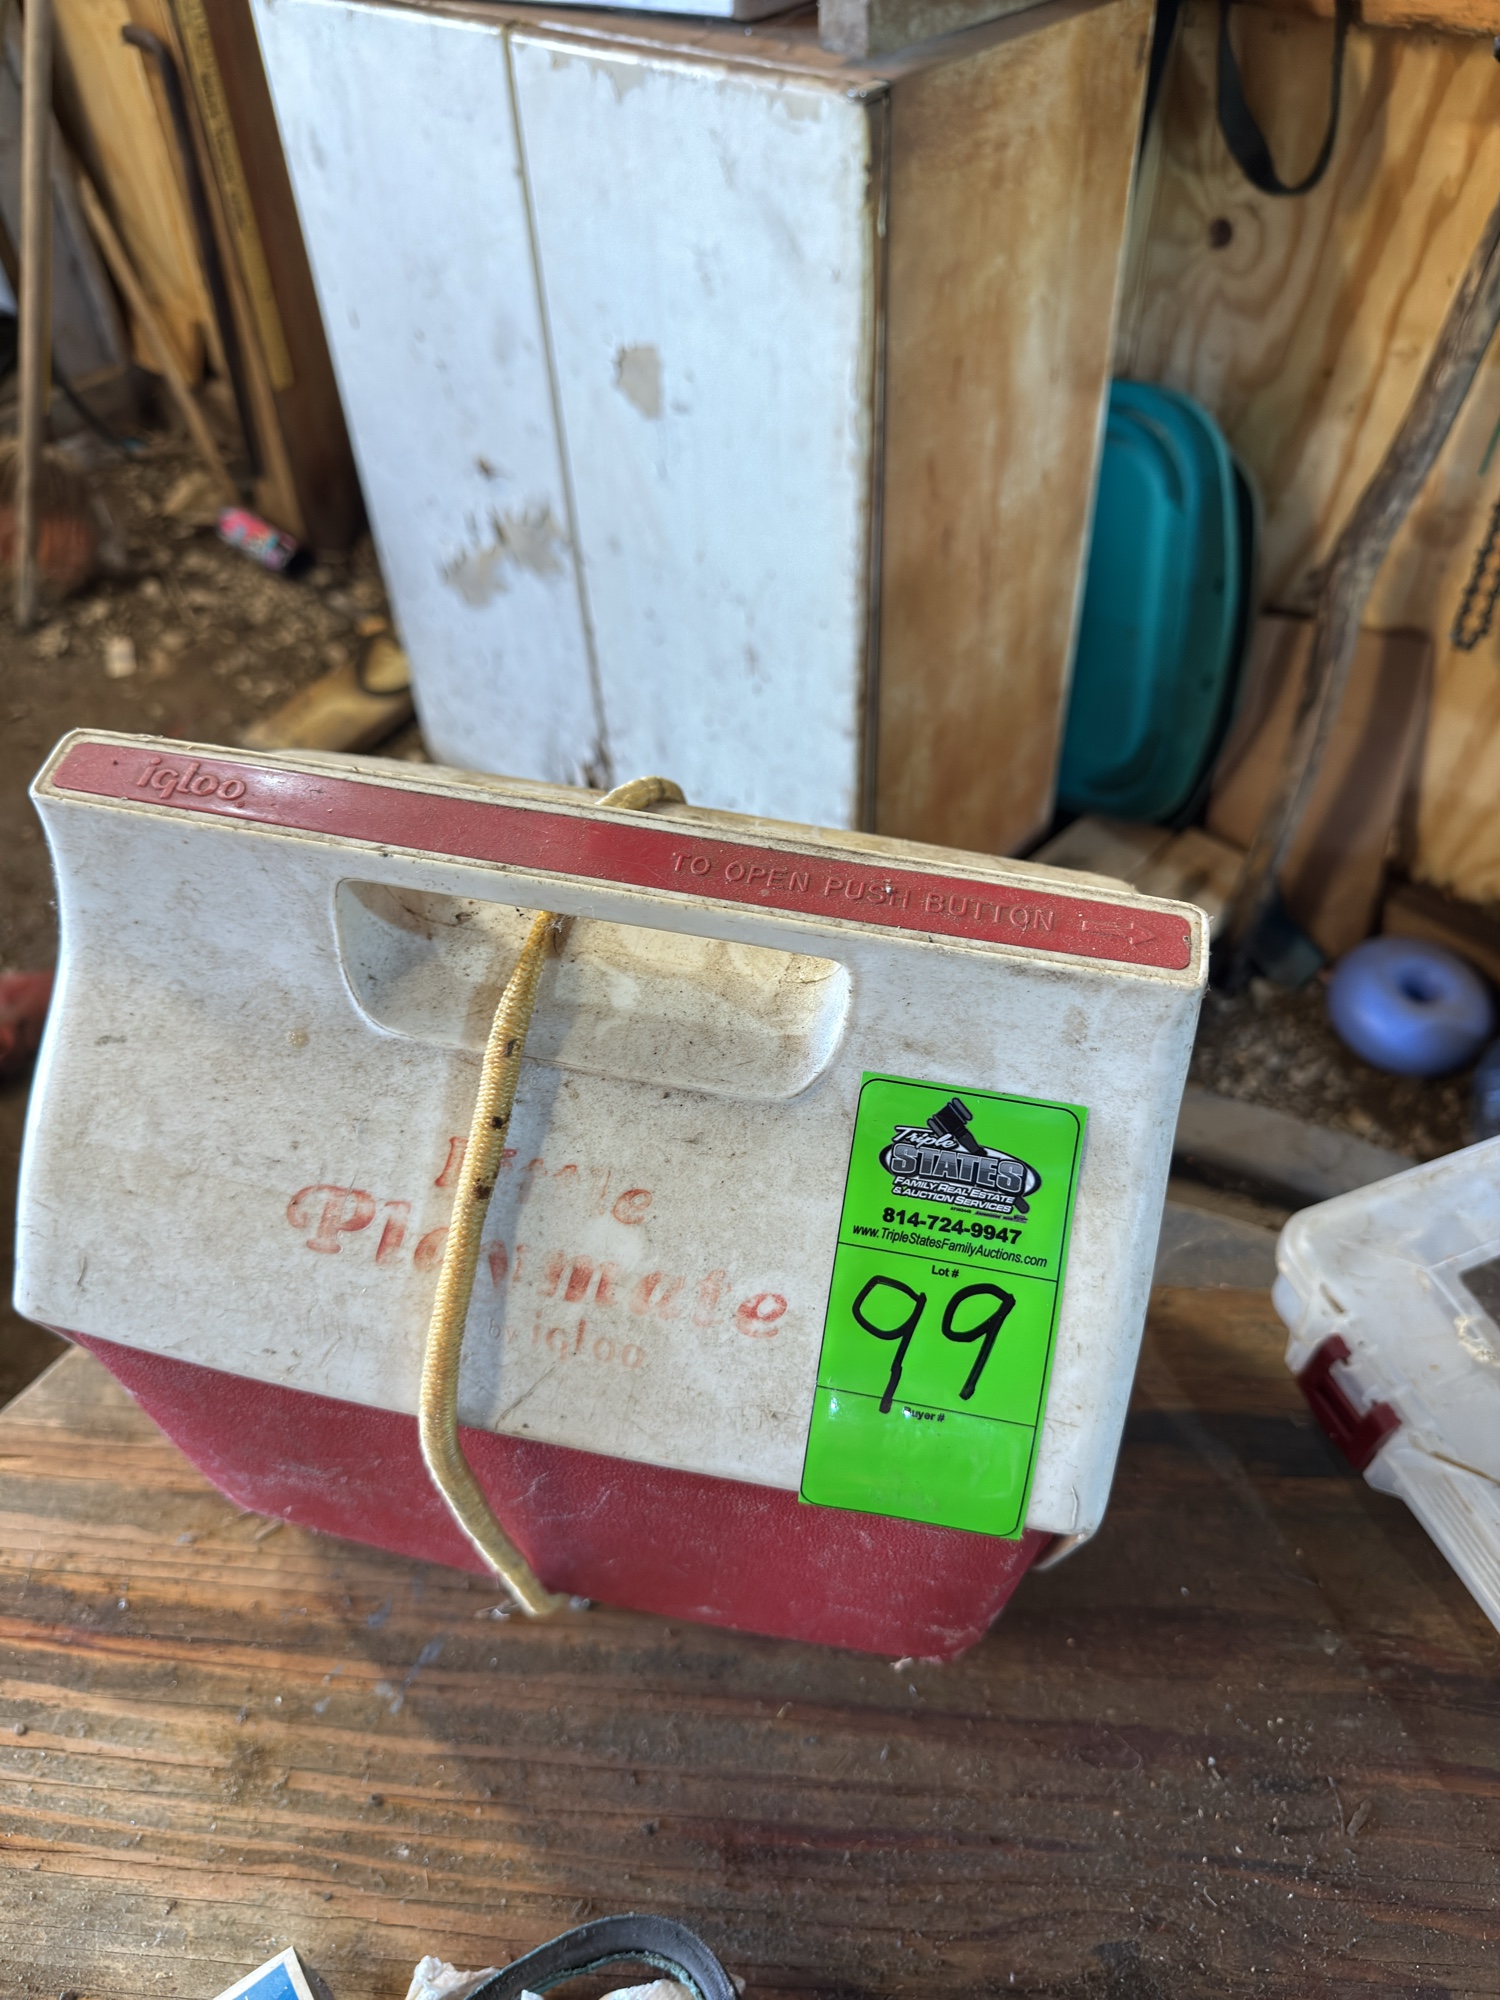 igloo
TO OPEN PUSH BUTTON
Playmate
by igloo
Triple
STATES
FAMILY, REAL ESTATE
& AUCTION SERVICES
814-724-9947
www.TripleStatesFamilyAuctions.com
Lot #
99
Buyer #